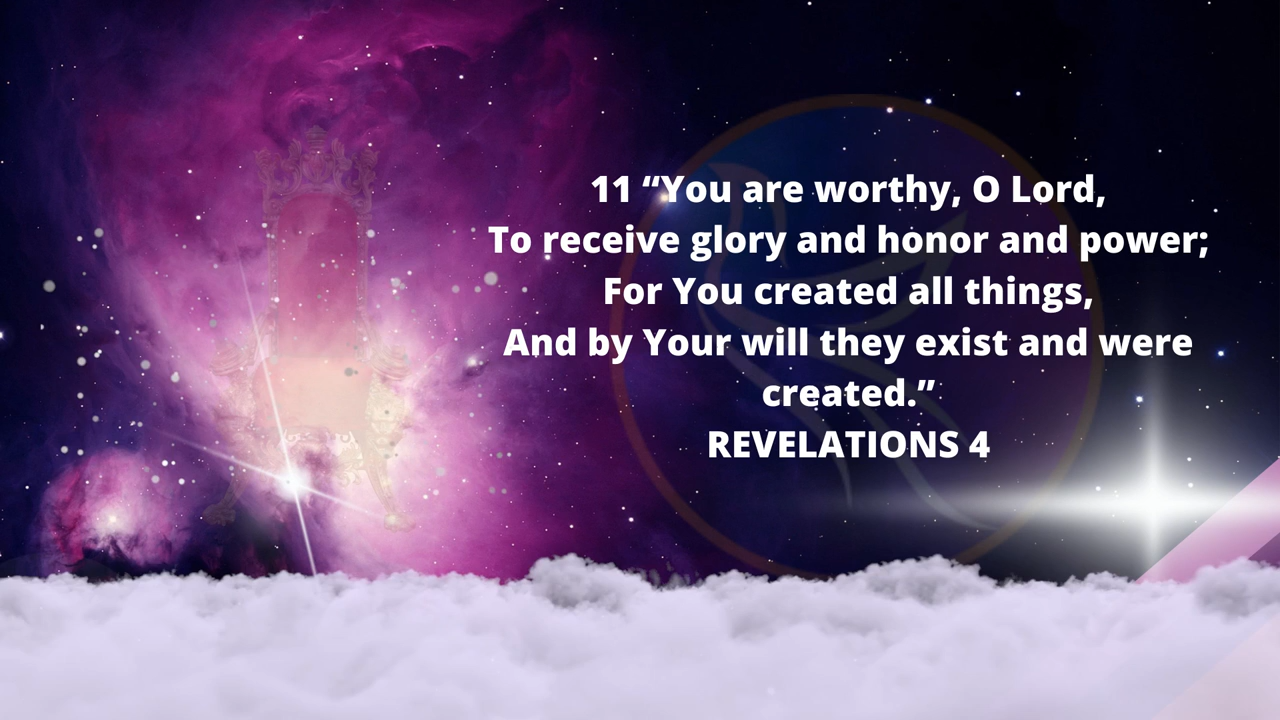 11 “You are worthy, O Lord,
To receive glory and honor and power;
For You created all things,
And by Your will they exist and were
created.”
REVELATIONS 4